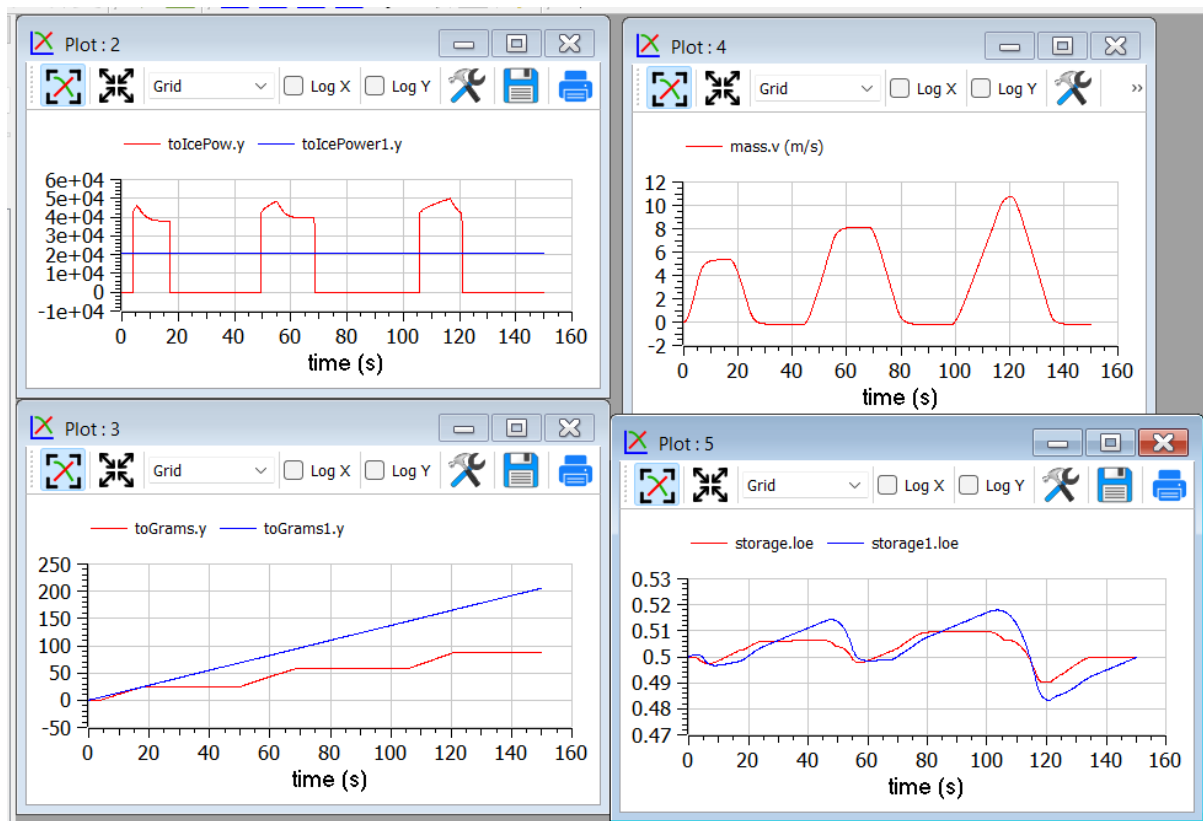 Plot : 2
Grid Log X Log Y
toIcePow.y toIcePower1.y
6e+04
5e+04
4e+04
3e+04
2e+04
1e+04
0
-1e+04
0 20 40 60 80 100 120 140 160
time (s)
Plot : 4
Grid Log X Log Y »
mass.v (m/s)
12
10
8
6
4
2
0
-2
0 20 40 60 80 100 120 140 160
time (s)
Plot : 3
Grid Log X Log Y
toGrams.y toGrams1.y
250
200
150
100
50
0
-50
0 20 40 60 80 100 120 140 160
time (s)
Plot : 5
Grid Log X Log Y
storage.loe storage1.loe
0.53
0.52
0.51
0.5
0.49
0.48
0.47
0 20 40 60 80 100 120 140 160
time (s)